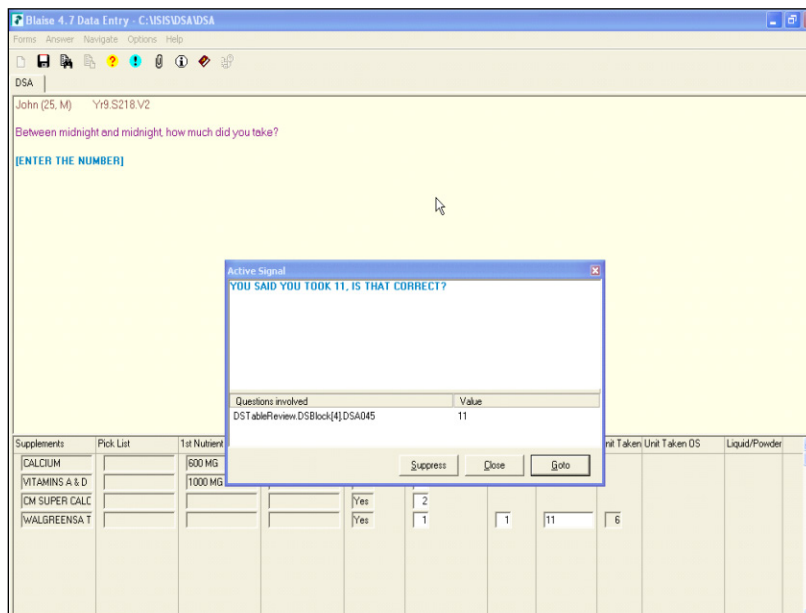 Blaise 4.7 Data Entry - C:\ISIS\DSA\DSA
Forms Answer Navigate Options Help
DSA
John (25, M) Yr9.S218.V2
Between midnight and midnight, how much did you take?
[ENTER THE NUMBER]
Active Signal
YOU SAID YOU TOOK 11, IS THAT CORRECT?
Questions involved Value
DSTableReview.DSBlock[4].DSA045 11
Suppress Close Goto
Supplements Pick List 1st Nutrient nit Taken Unit Taken OS Liquid/Powder
CALCIUM 600 MG
VITAMINS A & D 1000 MG
CM SUPER CALC Yes 2
WALGREENSA T Yes 1 1 11 6